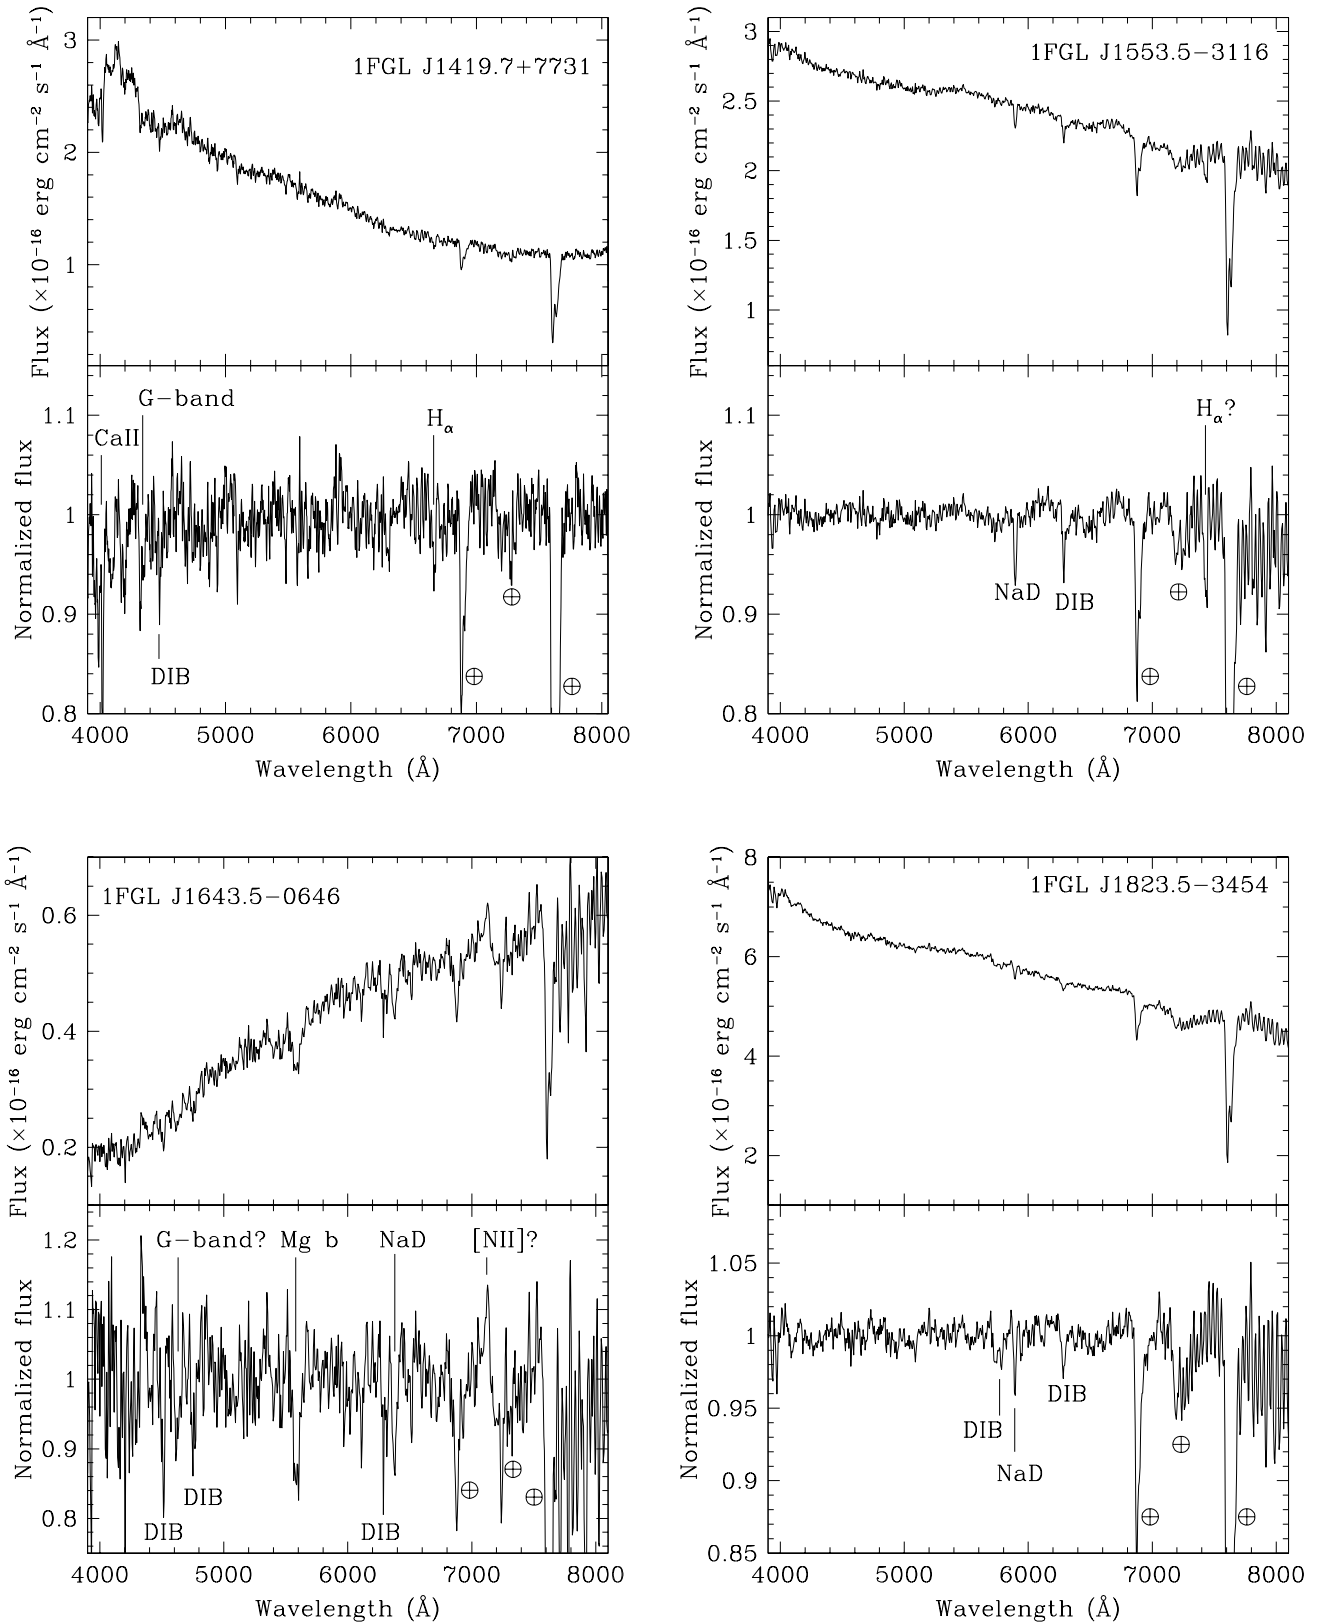 1FGL J1419.7+7731
Flux (×10⁻¹⁶ erg cm⁻² s⁻¹ Å⁻¹)
3
2
1
G−band
CaII
Hα
DIB
⊕
⊕
⊕
Normalized flux
1.1
1
0.9
0.8
4000 5000 6000 7000 8000
Wavelength (Å)
1FGL J1553.5−3116
Flux (×10⁻¹⁶ erg cm⁻² s⁻¹ Å⁻¹)
3
2.5
2
1.5
1
Hα?
NaD
DIB
⊕
⊕
⊕
Normalized flux
1.1
1
0.9
0.8
4000 5000 6000 7000 8000
Wavelength (Å)
1FGL J1643.5−0646
Flux (×10⁻¹⁶ erg cm⁻² s⁻¹ Å⁻¹)
0.6
0.4
0.2
G−band? Mg b NaD [NII]?
DIB
DIB
DIB
⊕
⊕
⊕
Normalized flux
1.2
1.1
1
0.9
0.8
4000 5000 6000 7000 8000
Wavelength (Å)
1FGL J1823.5−3454
Flux (×10⁻¹⁶ erg cm⁻² s⁻¹ Å⁻¹)
8
6
4
2
DIB
DIB
NaD
⊕
⊕
⊕
Normalized flux
1.05
1
0.95
0.9
0.85
4000 5000 6000 7000 8000
Wavelength (Å)